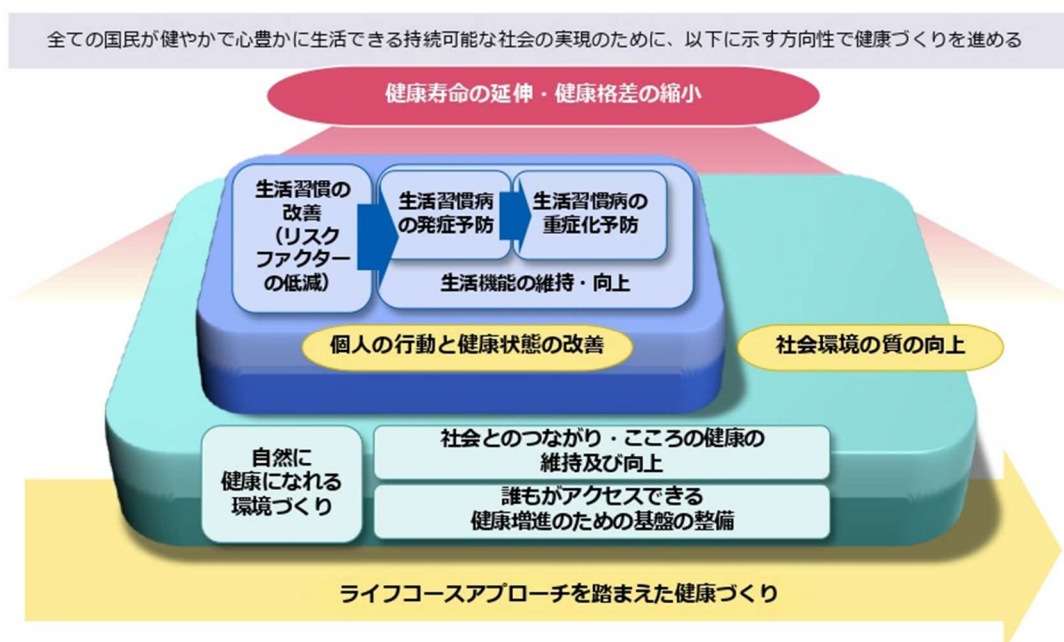 全ての国民が健やかで心豊かに生活できる持続可能な社会の実現のために、以下に示す方向性で健康づくりを進める
健康寿命の延伸・健康格差の縮小
生活習慣の
改善
（リスク
ファクター
の低減）
生活習慣病
の発症予防
生活習慣病の
重症化予防
生活機能の維持・向上
個人の行動と健康状態の改善
社会環境の質の向上
自然に
健康になれる
環境づくり
社会とのつながり・こころの健康の
維持及び向上
誰もがアクセスできる
健康増進のための基盤の整備
ライフコースアプローチを踏まえた健康づくり